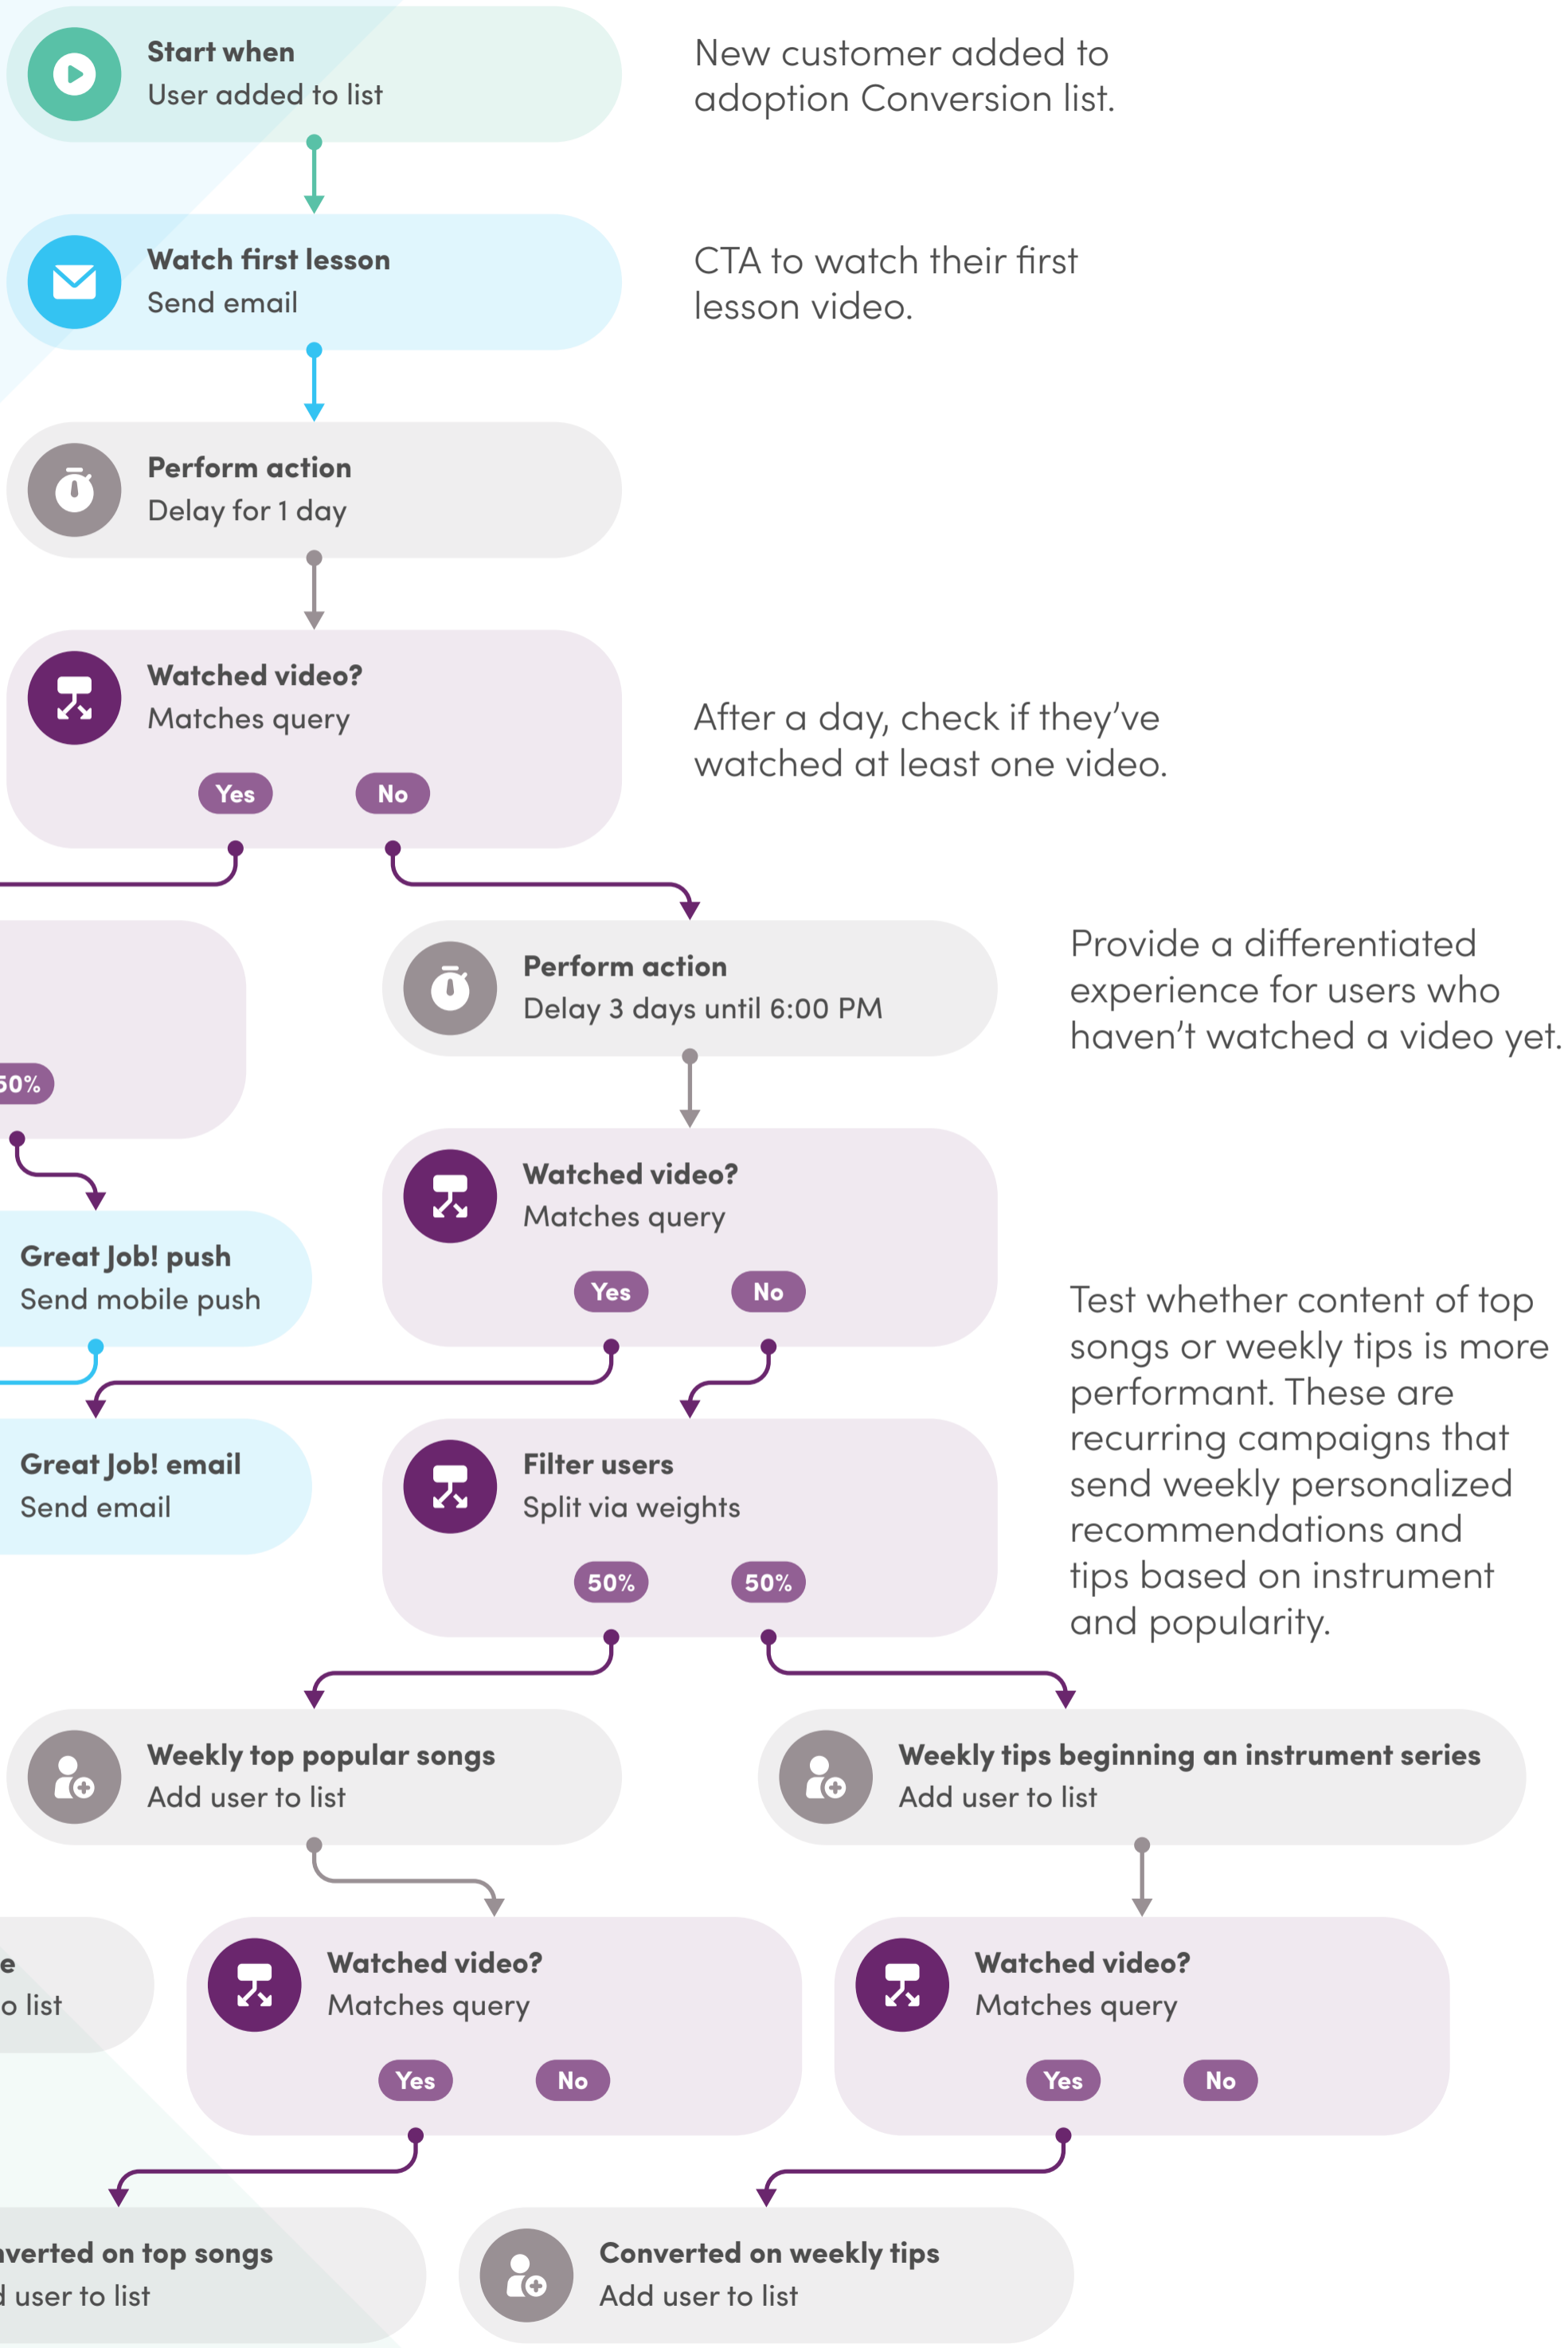 Start when
User added to list
New customer added to
adoption Conversion list.
Watch first lesson
Send email
CTA to watch their first
lesson video.
Perform action
Delay for 1 day
Watched video?
Matches query
Yes No
After a day, check if they've
watched at least one video.
Perform action
Delay 3 days until 6:00 PM
Provide a differentiated
experience for users who
haven't watched a video yet.
50%
Watched video?
Matches query
Yes No
Great Job! push
Send mobile push
Great Job! email
Send email
Filter users
Split via weights
50% 50%
Test whether content of top
songs or weekly tips is more
performant. These are
recurring campaigns that
send weekly personalized
recommendations and
tips based on instrument
and popularity.
Weekly top popular songs
Add user to list
Weekly tips beginning an instrument series
Add user to list
list
Watched video?
Matches query
Yes No
Watched video?
Matches query
Yes No
on top songs
user to list
Converted on weekly tips
Add user to list